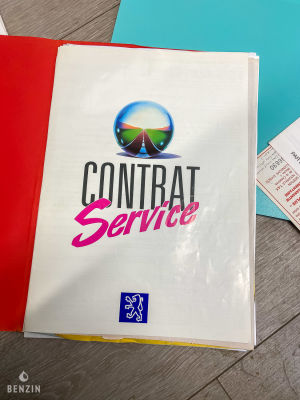 CONTRAT
Service
BENZIN